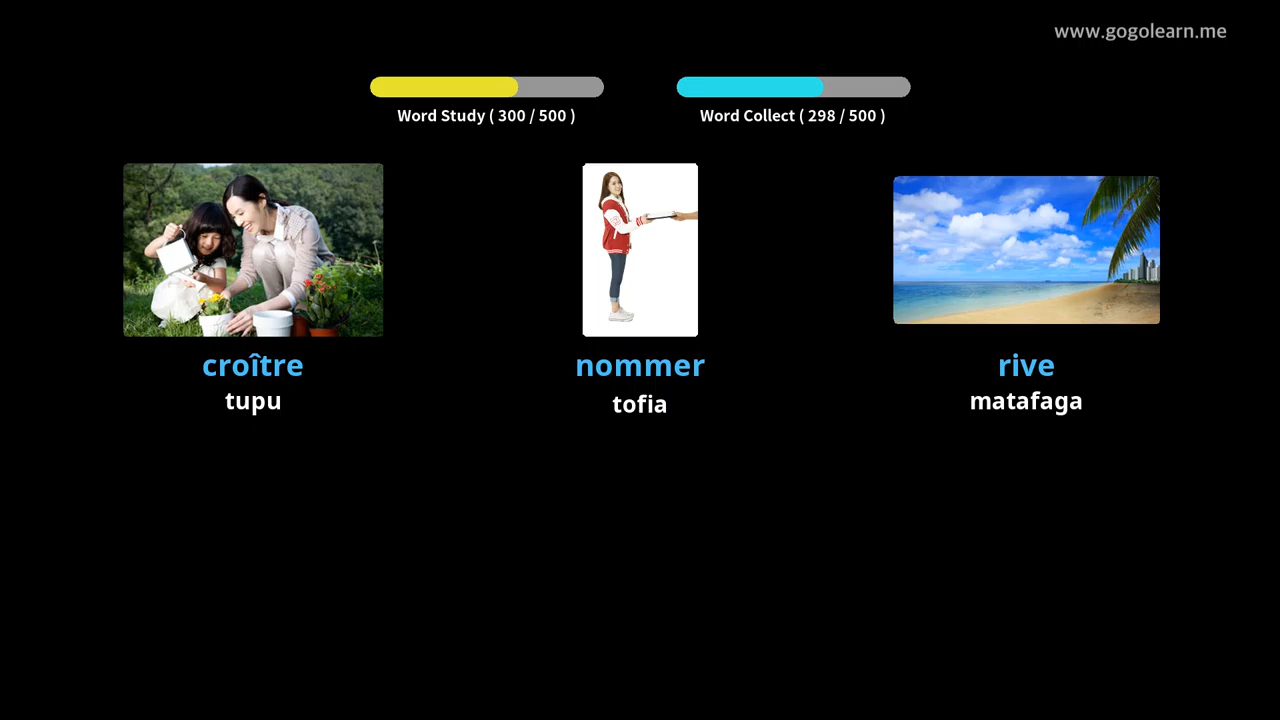 www.gogolearn.me
Word Study ( 300 / 500 )
Word Collect ( 298 / 500 )
croître
tupu
nommer
tofia
rive
matafaga